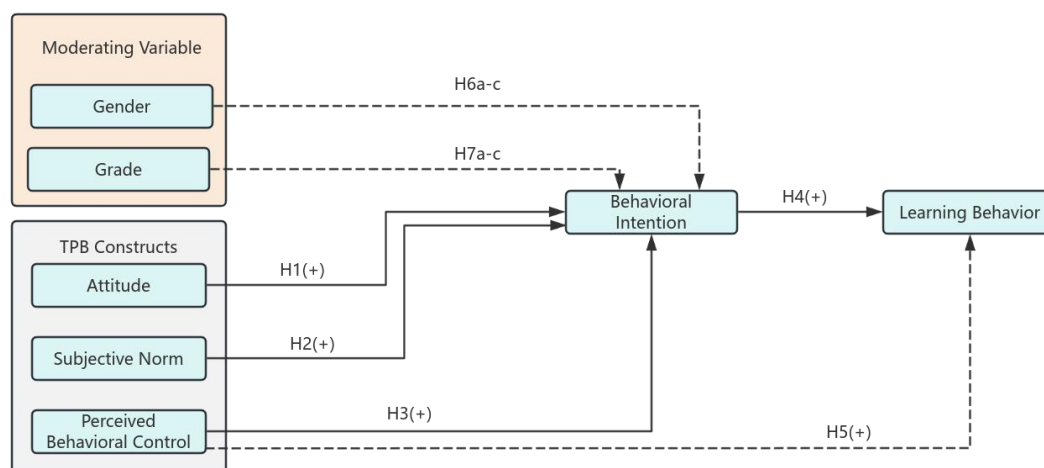 Moderating Variable
Gender
H6a-c
Grade
H7a-c
Behavioral
Intention
H4(+)
Learning Behavior
TPB Constructs
Attitude
H1(+)
Subjective Norm
H2(+)
Perceived
Behavioral Control
H3(+)
H5(+)